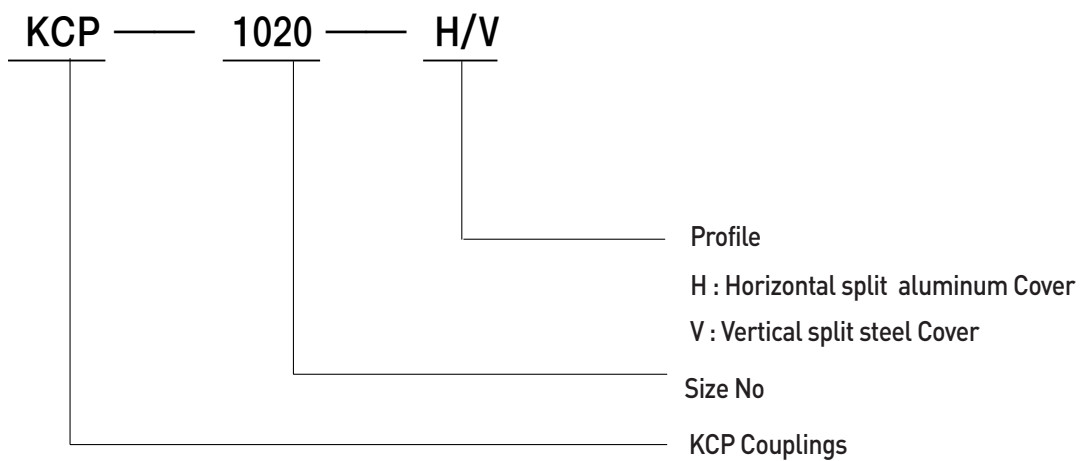 KCP — 1020 — H/V
Profile
H : Horizontal split aluminum Cover
V : Vertical split steel Cover
Size No
KCP Couplings